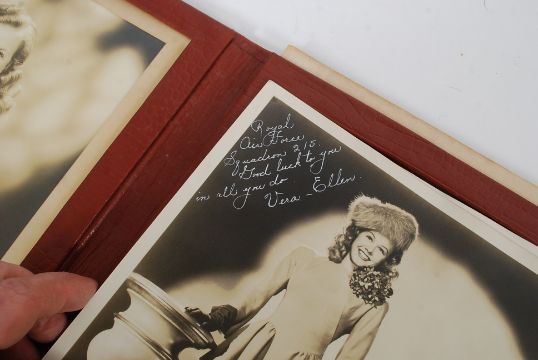 Royal
Air Force
Squadron 215.
Good luck to you
in all you do
Vera-Ellen.